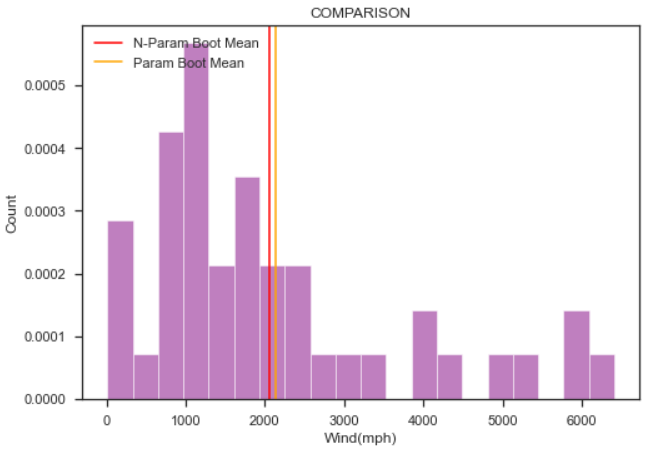 COMPARISON
N-Param Boot Mean
Param Boot Mean
0.0005
0.0004
0.0003
0.0002
0.0001
0.0000
Count
0 1000 2000 3000 4000 5000 6000
Wind(mph)